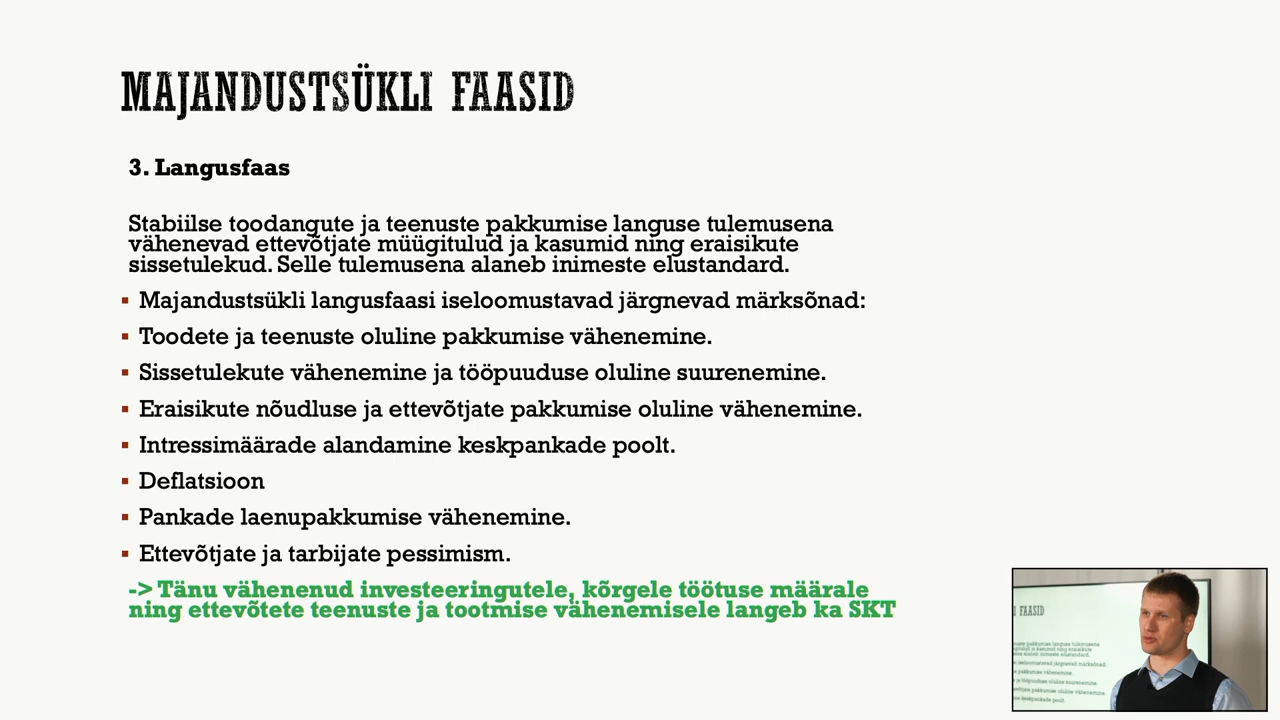 MAJANDUSTSÜKLI FAASID
3. Langusfaas
Stabiilse toodangute ja teenuste pakkumise languse tulemusena
vähenevad ettevõtjate müügitulud ja kasumid ning eraisikute
sissetulekud. Selle tulemusena alaneb inimeste elustandard.
▪ Majandustsükli langusfaasi iseloomustavad järgnevad märksõnad:
▪ Toodete ja teenuste oluline pakkumise vähenemine.
▪ Sissetulekute vähenemine ja tööpuuduse oluline suurenemine.
▪ Eraisikute nõudluse ja ettevõtjate pakkumise oluline vähenemine.
▪ Intressimäärade alandamine keskpankade poolt.
▪ Deflatsioon
▪ Pankade laenupakkumise vähenemine.
▪ Ettevõtjate ja tarbijate pessimism.
-> Tänu vähenenud investeeringutele, kõrgele töötuse määrale
ning ettevõtete teenuste ja tootmise vähenemisele langeb ka SKT
FAASID